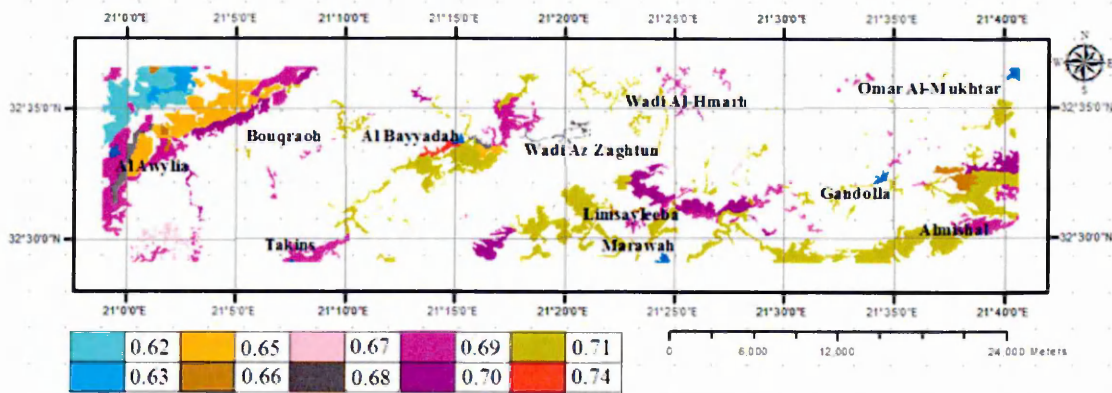 21°0'0"E 21°5'0"E 21°10'0"E 21°15'0"E 21°20'0"E 21°25'0"E 21°30'0"E 21°35'0"E 21°40'0"E
N
W E
S
32°35'0"N 32°35'0"N
Omar Al-Mukhtar
Wadi Al-Hmarh
Bouqraoh
Al Bayyadah
Wadi Az Zaghtun
Al Awylia
Gandolla
Limsayleeba
Almishal
32°30'0"N 32°30'0"N
Takins
Marawah
21°0'0"E 21°5'0"E 21°10'0"E 21°15'0"E 21°20'0"E 21°25'0"E 21°30'0"E 21°35'0"E 21°40'0"E
0.62 0.65 0.67 0.69 0.71
0.63 0.66 0.68 0.70 0.74
0 6,000 12,000 24,000 Meters